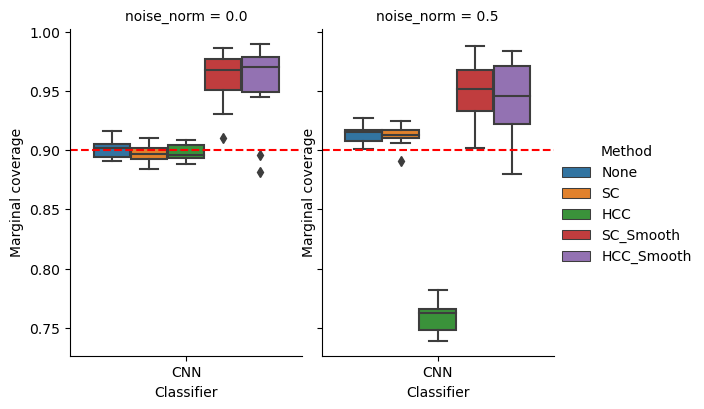 noise_norm = 0.0
noise_norm = 0.5
1.00
0.95
0.90
0.85
0.80
0.75
Marginal coverage
Marginal coverage
CNN
CNN
Classifier
Classifier
Method
None
SC
HCC
SC_Smooth
HCC_Smooth